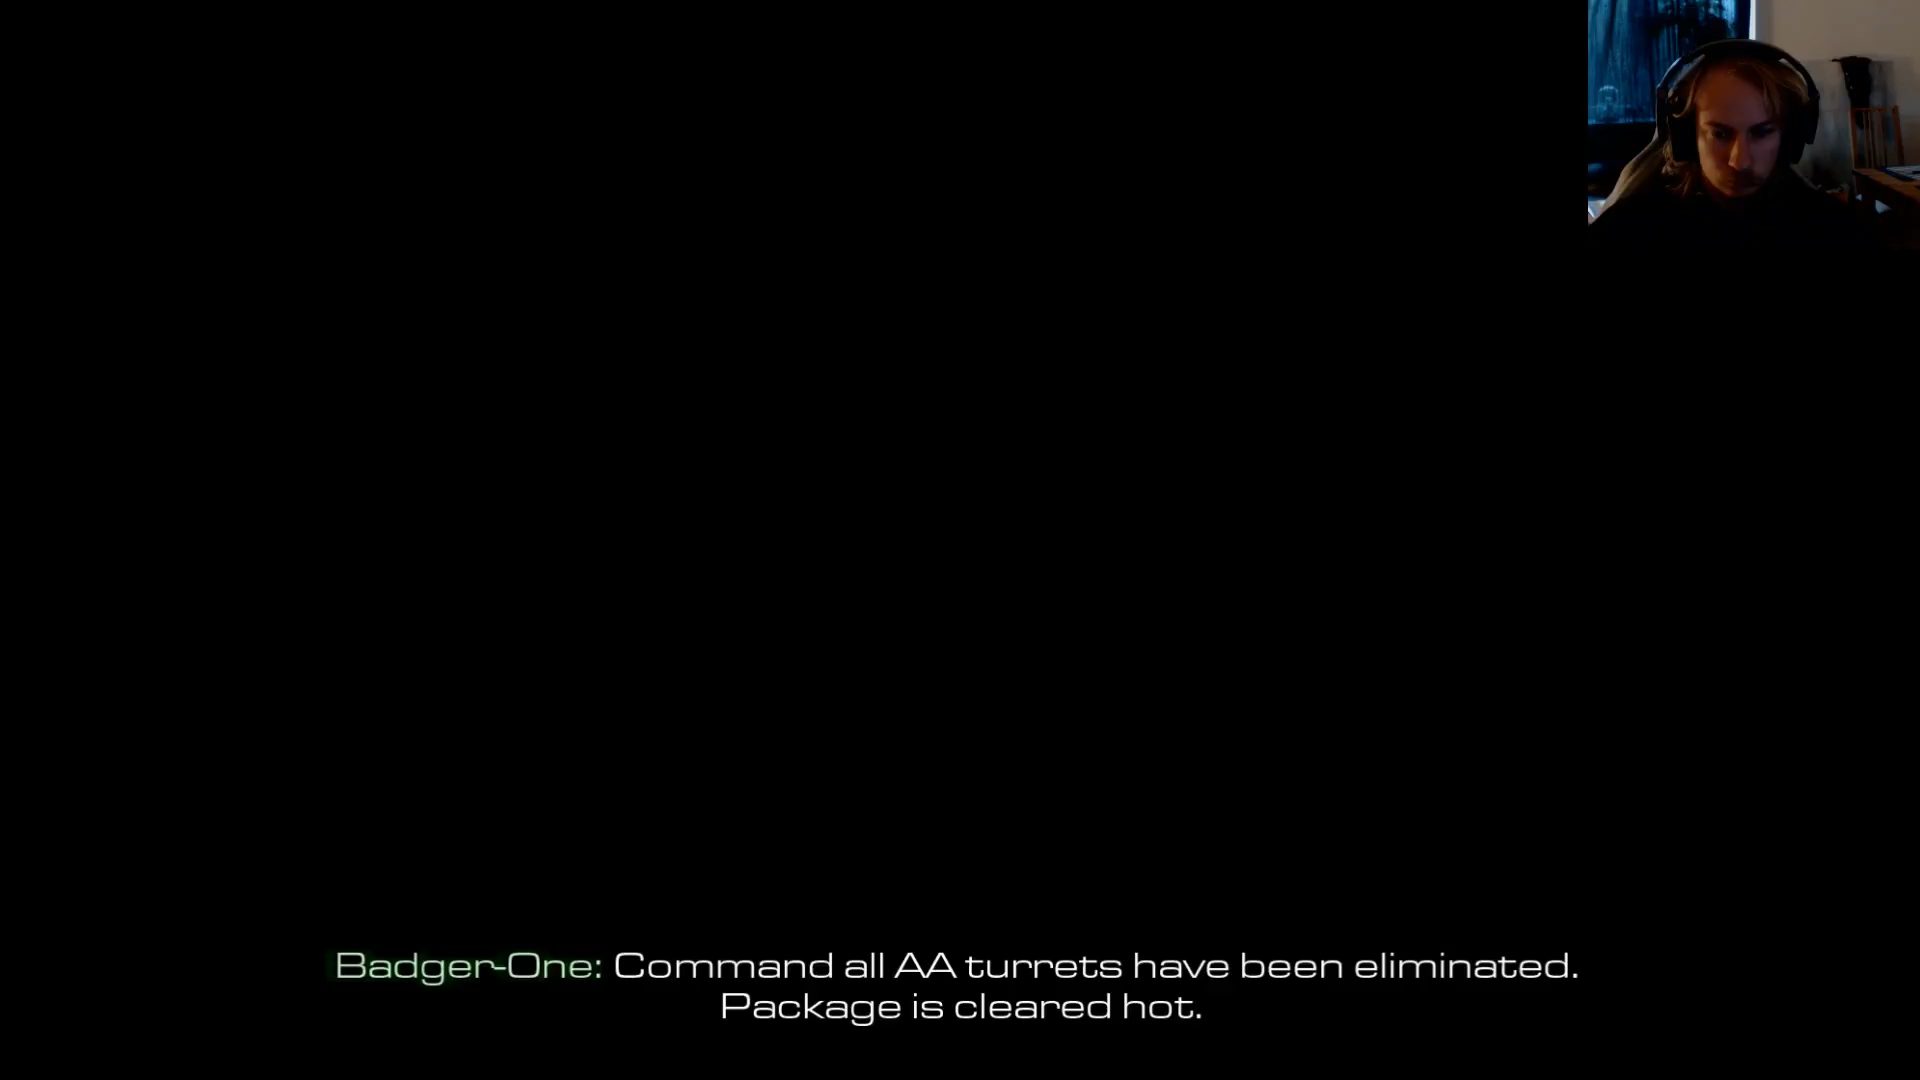 Badger-One: Command all AA turrets have been eliminated.
Package is cleared hot.